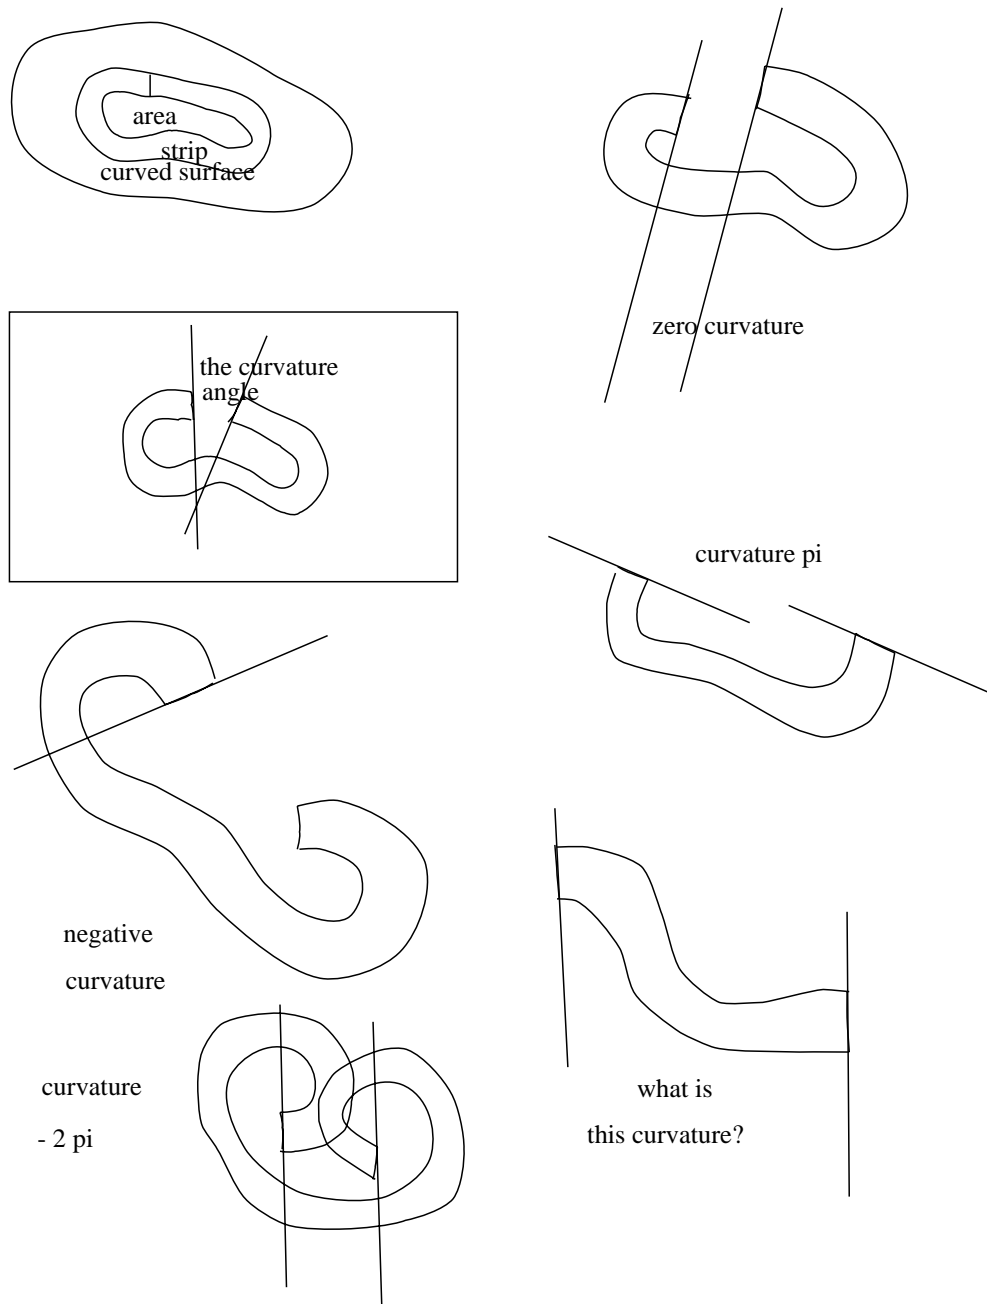 area
strip
curved surface
zero curvature
the curvature
angle
curvature pi
negative
curvature
curvature
- 2 pi
what is
this curvature?